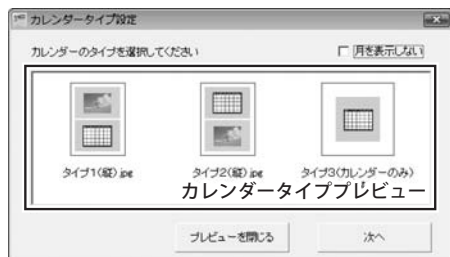 カレンダータイプ設定
カレンダーのタイプを選択してください
月を表示しない
タイプ1(縦).jpe
タイプ2(縦).jpe
タイプ3(カレンダーのみ)
カレンダータイププレビュー
プレビューを閉じる
次へ